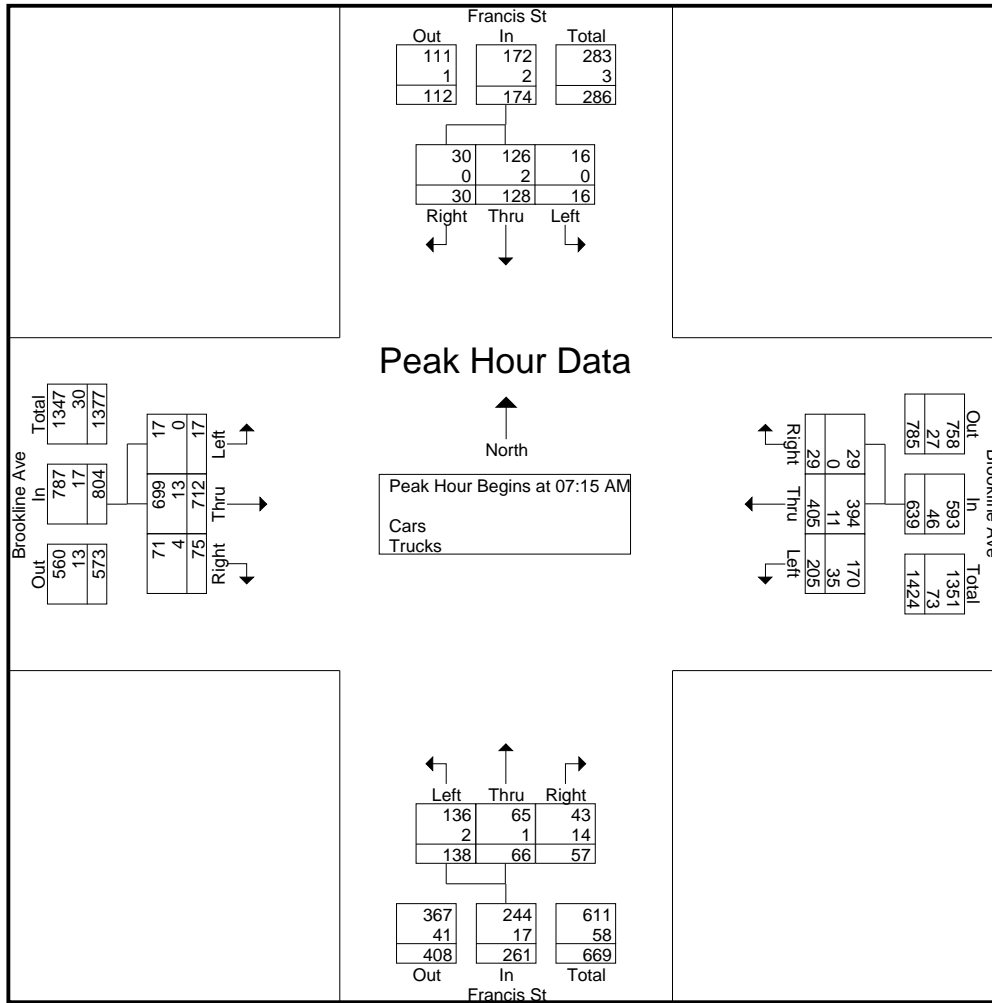 Francis St
Out In Total
111 172 283
1 2 3
112 174 286
30 126 16
0 2 0
30 128 16
Right Thru Left
Peak Hour Data
North
Peak Hour Begins at 07:15 AM
Cars
Trucks
Brookline Ave
Total In Out
1347 787 560
30 17 13
1377 804 573
17 699 71
0 13 4
17 712 75
Left Thru Right
Brookline Ave
Out In Total
758 593 1351
27 46 73
785 639 1424
29 394 170
0 11 35
29 405 205
Right Thru Left
Left Thru Right
136 65 43
2 1 14
138 66 57
367 244 611
41 17 58
408 261 669
Out In Total
Francis St